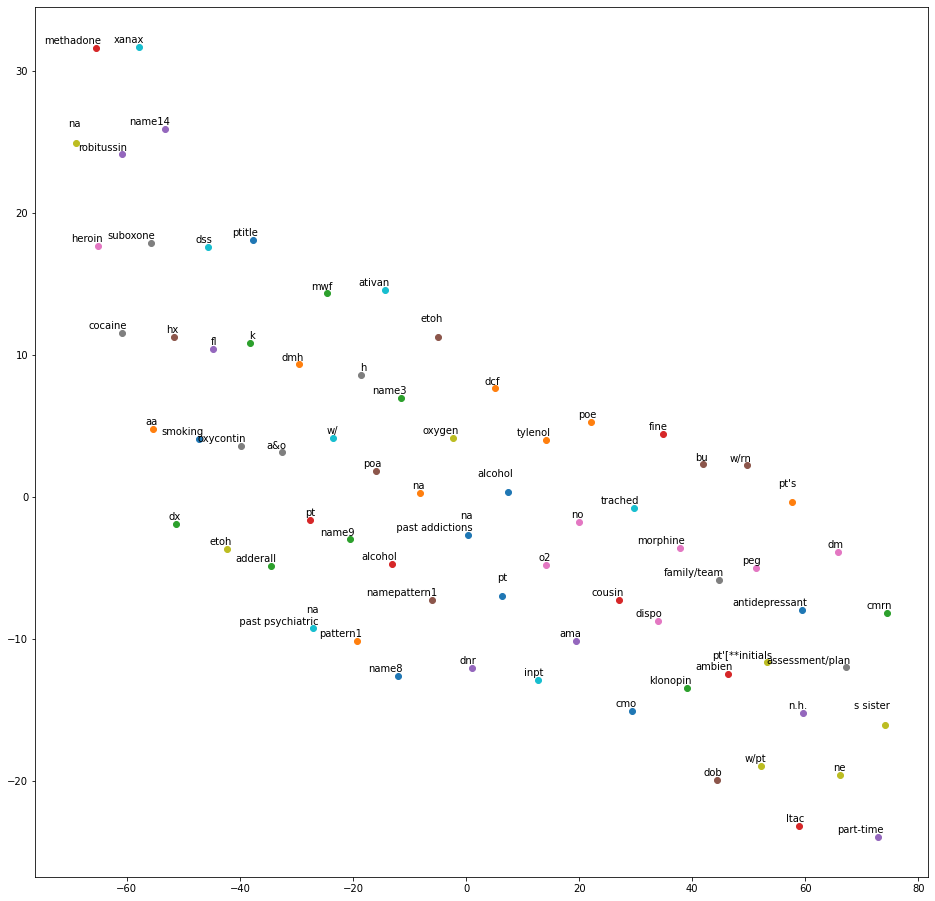 methadone
xanax
30
na
name14
robitussin
20
heroin
suboxone
dss
ptitle
mwf
ativan
cocaine
hx
fl
k
etoh
10
dmh
h
name3
dcf
aa
smoking
oxycontin
a&o
w/
oxygen
tylenol
poe
fine
poa
alcohol
bu
w/rn
na
pt's
0
dx
pt
name9
na
past addictions
no
trached
etoh
adderall
alcohol
o2
morphine
peg
dm
namepattern1
pt
cousin
family/team
antidepressant
cmrn
na
past psychiatric
pattern1
ama
dispo
−10
name8
dnr
inpt
klonopin
ambien
pt'[**initials
assessment/plan
cmo
n.h.
s sister
dob
w/pt
ne
−20
ltac
part-time
−60
−40
−20
0
20
40
60
80